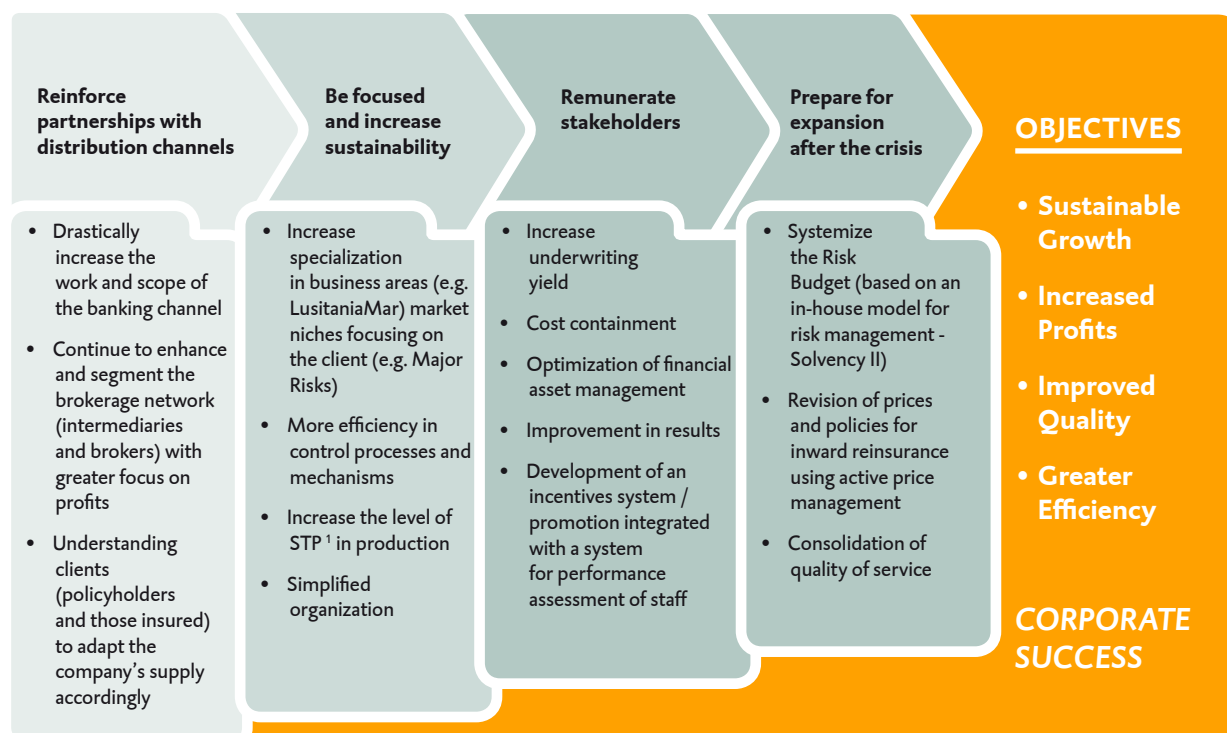 Reinforce
partnerships with
distribution channels
• Drastically
increase the
work and scope of
the banking channel
• Continue to enhance
and segment the
brokerage network
(intermediaries
and brokers) with
greater focus on
profits
• Understanding
clients
(policyholders
and those insured)
to adapt the
company's supply
accordingly
Be focused
and increase
sustainability
• Increase
specialization
in business areas (e.g.
LusitaniaMar) market
niches focusing on
the client (e.g. Major
Risks)
• More efficiency in
control processes and
mechanisms
• Increase the level of
STP ¹ in production
• Simplified
organization
Remunerate
stakeholders
• Increase
underwriting
yield
• Cost containment
• Optimization of financial
asset management
• Improvement in results
• Development of an
incentives system /
promotion integrated
with a system
for performance
assessment of staff
Prepare for
expansion
after the crisis
• Systemize
the Risk
Budget (based on an
in-house model for
risk management -
Solvency II)
• Revision of prices
and policies for
inward reinsurance
using active price
management
• Consolidation of
quality of service
OBJECTIVES
• Sustainable
Growth
• Increased
Profits
• Improved
Quality
• Greater
Efficiency
CORPORATE
SUCCESS